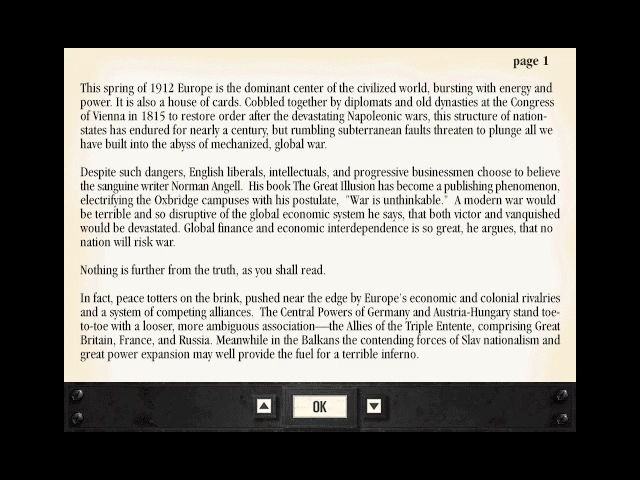 page 1
This spring of 1912 Europe is the dominant center of the civilized world, bursting with energy and
power. It is also a house of cards. Cobbled together by diplomats and old dynasties at the Congress
of Vienna in 1815 to restore order after the devastating Napoleonic wars, this structure of nation-
states has endured for nearly a century, but rumbling subterranean faults threaten to plunge all we
have built into the abyss of mechanized, global war.
Despite such dangers, English liberals, intellectuals, and progressive businessmen choose to believe
the sanguine writer Norman Angell.  His book The Great Illusion has become a publishing phenomenon,
electrifying the Oxbridge campuses with his postulate,  "War is unthinkable."  A modern war would
be terrible and so disruptive of the global economic system he says, that both victor and vanquished
would be devastated. Global finance and economic interdependence is so great, he argues, that no
nation will risk war.
Nothing is further from the truth, as you shall read.
In fact, peace totters on the brink, pushed near the edge by Europe's economic and colonial rivalries
and a system of competing alliances.  The Central Powers of Germany and Austria-Hungary stand toe-
to-toe with a looser, more ambiguous association—the Allies of the Triple Entente, comprising Great
Britain, France, and Russia. Meanwhile in the Balkans the contending forces of Slav nationalism and
great power expansion may well provide the fuel for a terrible inferno.
OK